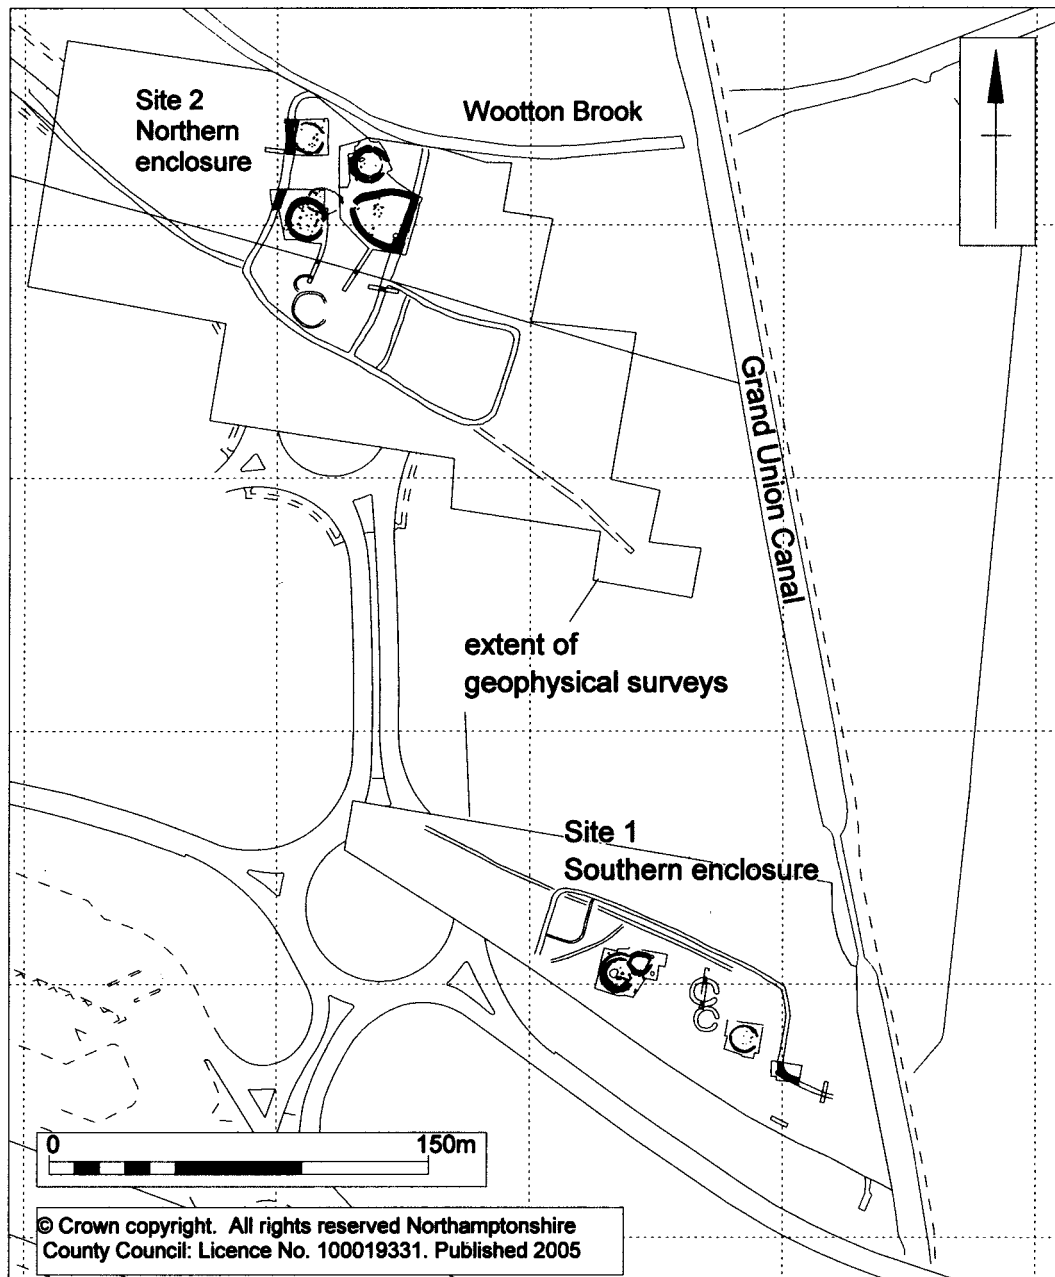 Site 2
Northern
enclosure
Wootton Brook
Grand Union Canal
extent of
geophysical surveys
Site 1
Southern enclosure
0 150m
© Crown copyright. All rights reserved Northamptonshire
County Council: Licence No. 100019331. Published 2005